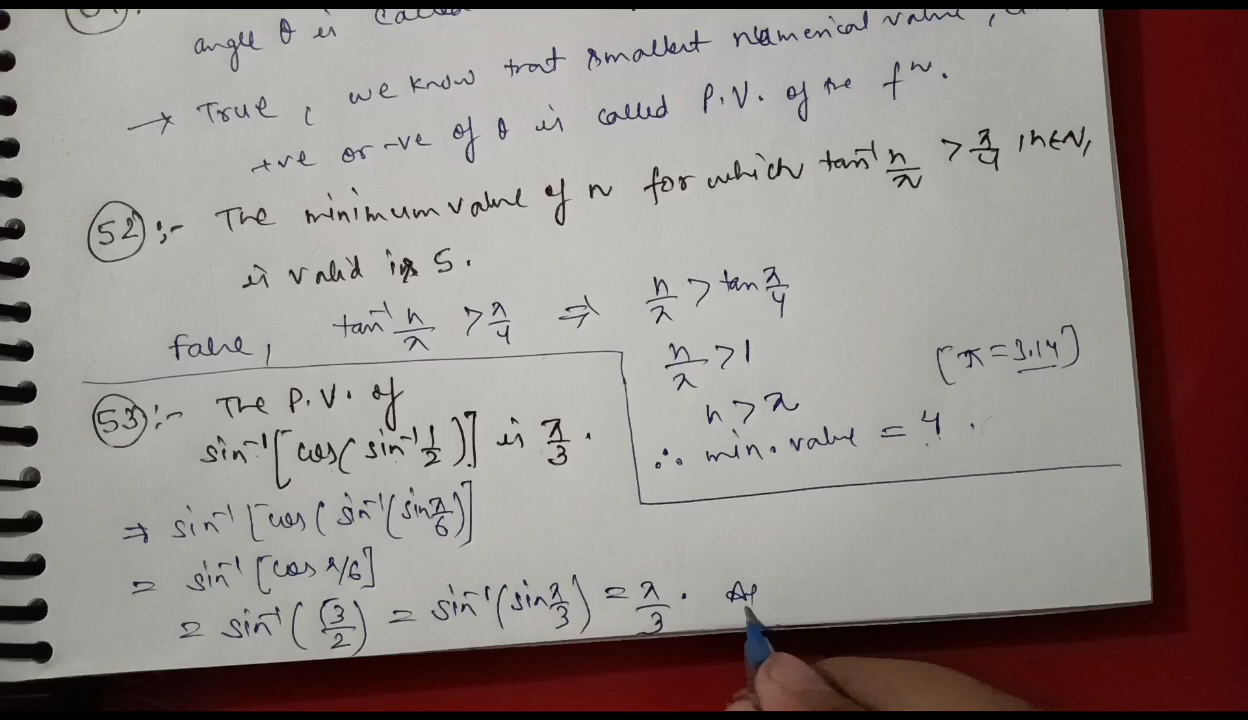 angle θ is called
→ True, we know that smallest numerical value,
+ve or -ve of θ is called P.V. of the fⁿ.
52 :- The minimum value of n for which tan⁻¹ n/π > π/4, n∈N,
is valid is 5.
false, tan⁻¹ n/π > π/4 ⇒ n/π > tan π/4
n/π > 1 (π = 3.14)
n > π
∴ min. value = 4.
53 :- The P.V. of
sin⁻¹[cos(sin⁻¹ 1/2)] is π/3.
⇒ sin⁻¹[cos(sin⁻¹(sin π/6)]
= sin⁻¹[cos π/6]
= sin⁻¹(√3/2) = sin⁻¹(sin π/3) = π/3.